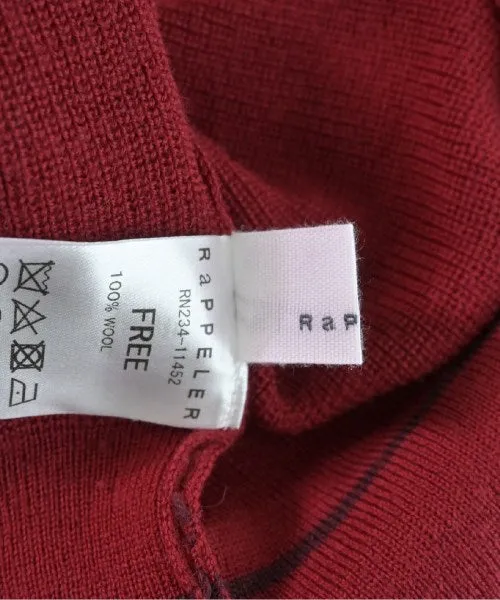 RaPPELER
RN234-11452
FREE
100% WOOL
RaP